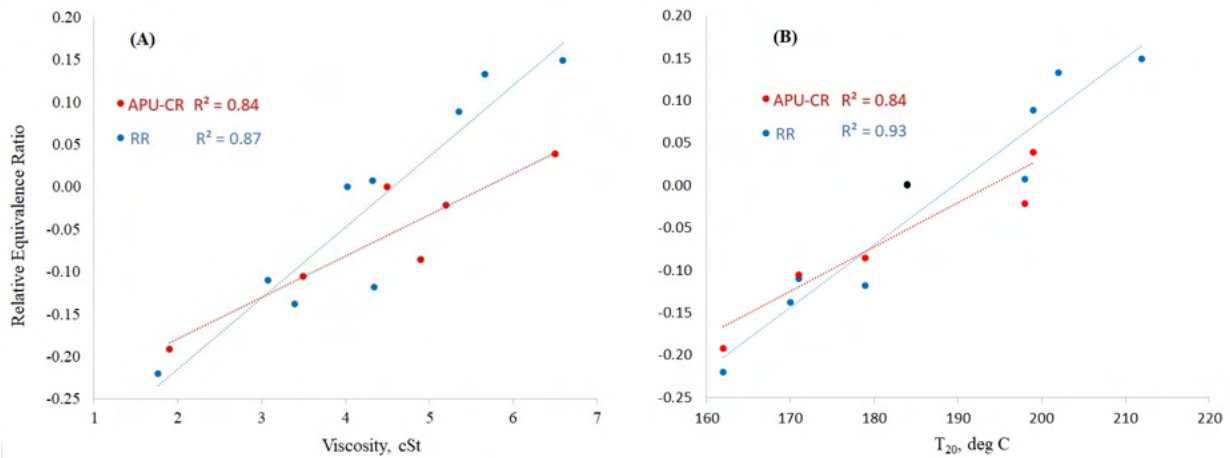 0.20
0.15
0.10
0.05
0.00
-0.05
-0.10
-0.15
-0.20
-0.25
Relative Equivalence Ratio
(A)
APU-CR R² = 0.84
RR R² = 0.87
1 2 3 4 5 6 7
Viscosity, cSt
0.20
0.15
0.10
0.05
0.00
-0.05
-0.10
-0.15
-0.20
-0.25
(B)
APU-CR R² = 0.84
RR R² = 0.93
160 170 180 190 200 210 220
T₂₀, deg C